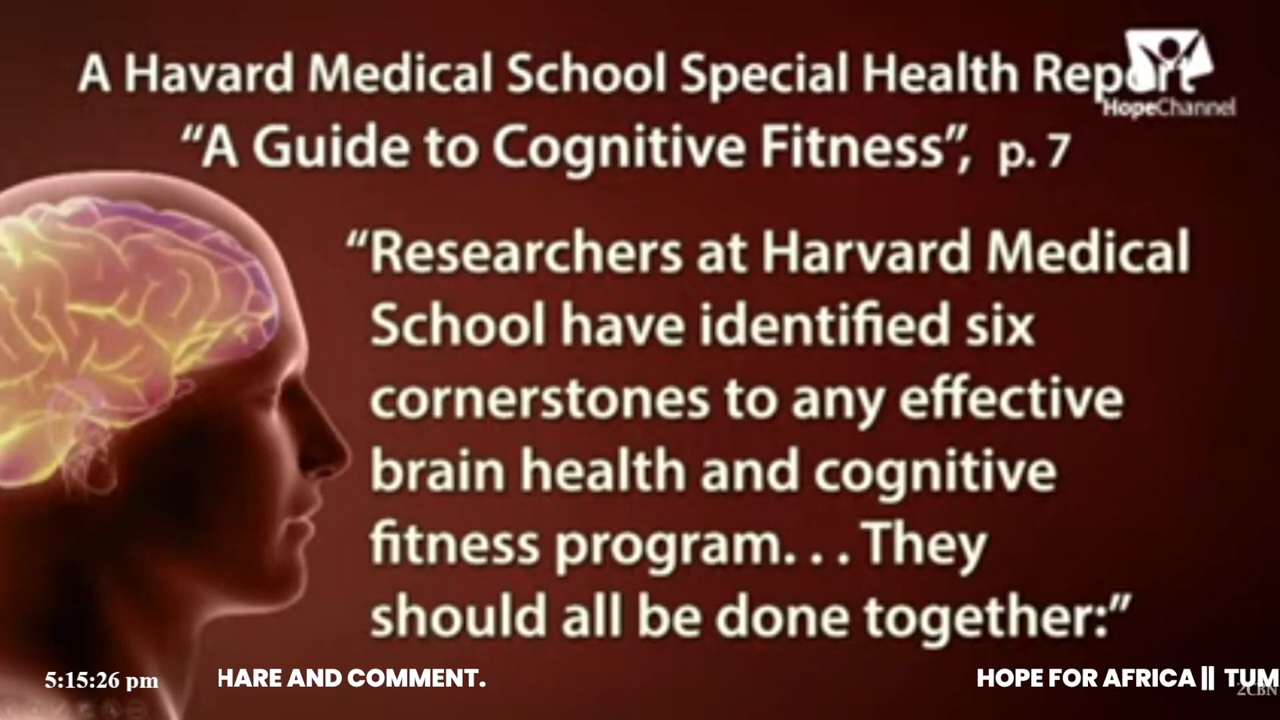 A Havard Medical School Special Health Report
HopeChannel
“A Guide to Cognitive Fitness”, p. 7
“Researchers at Harvard Medical
School have identified six
cornerstones to any effective
brain health and cognitive
fitness program. . . They
should all be done together:”
5:15:26 pm
HARE AND COMMENT.
HOPE FOR AFRICA || TUM
2CBN